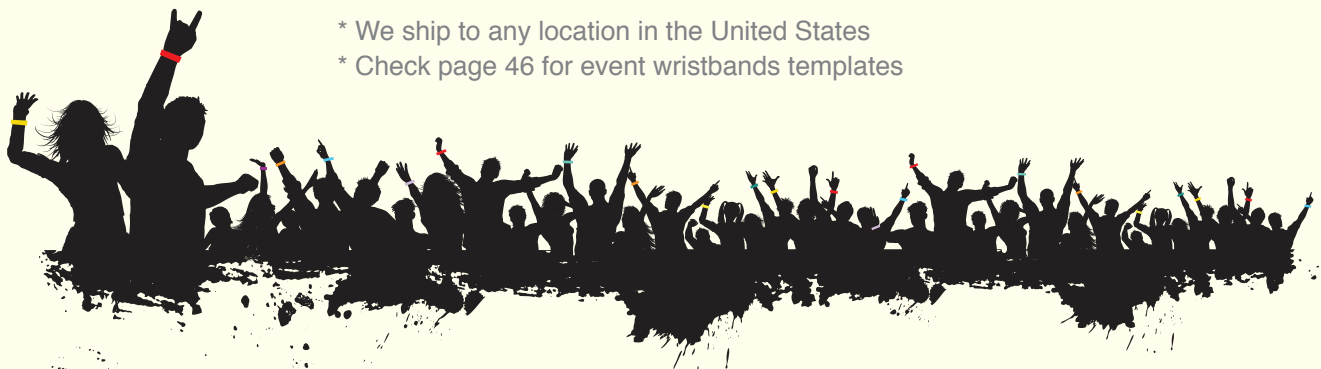 * We ship to any location in the United States
* Check page 46 for event wristbands templates